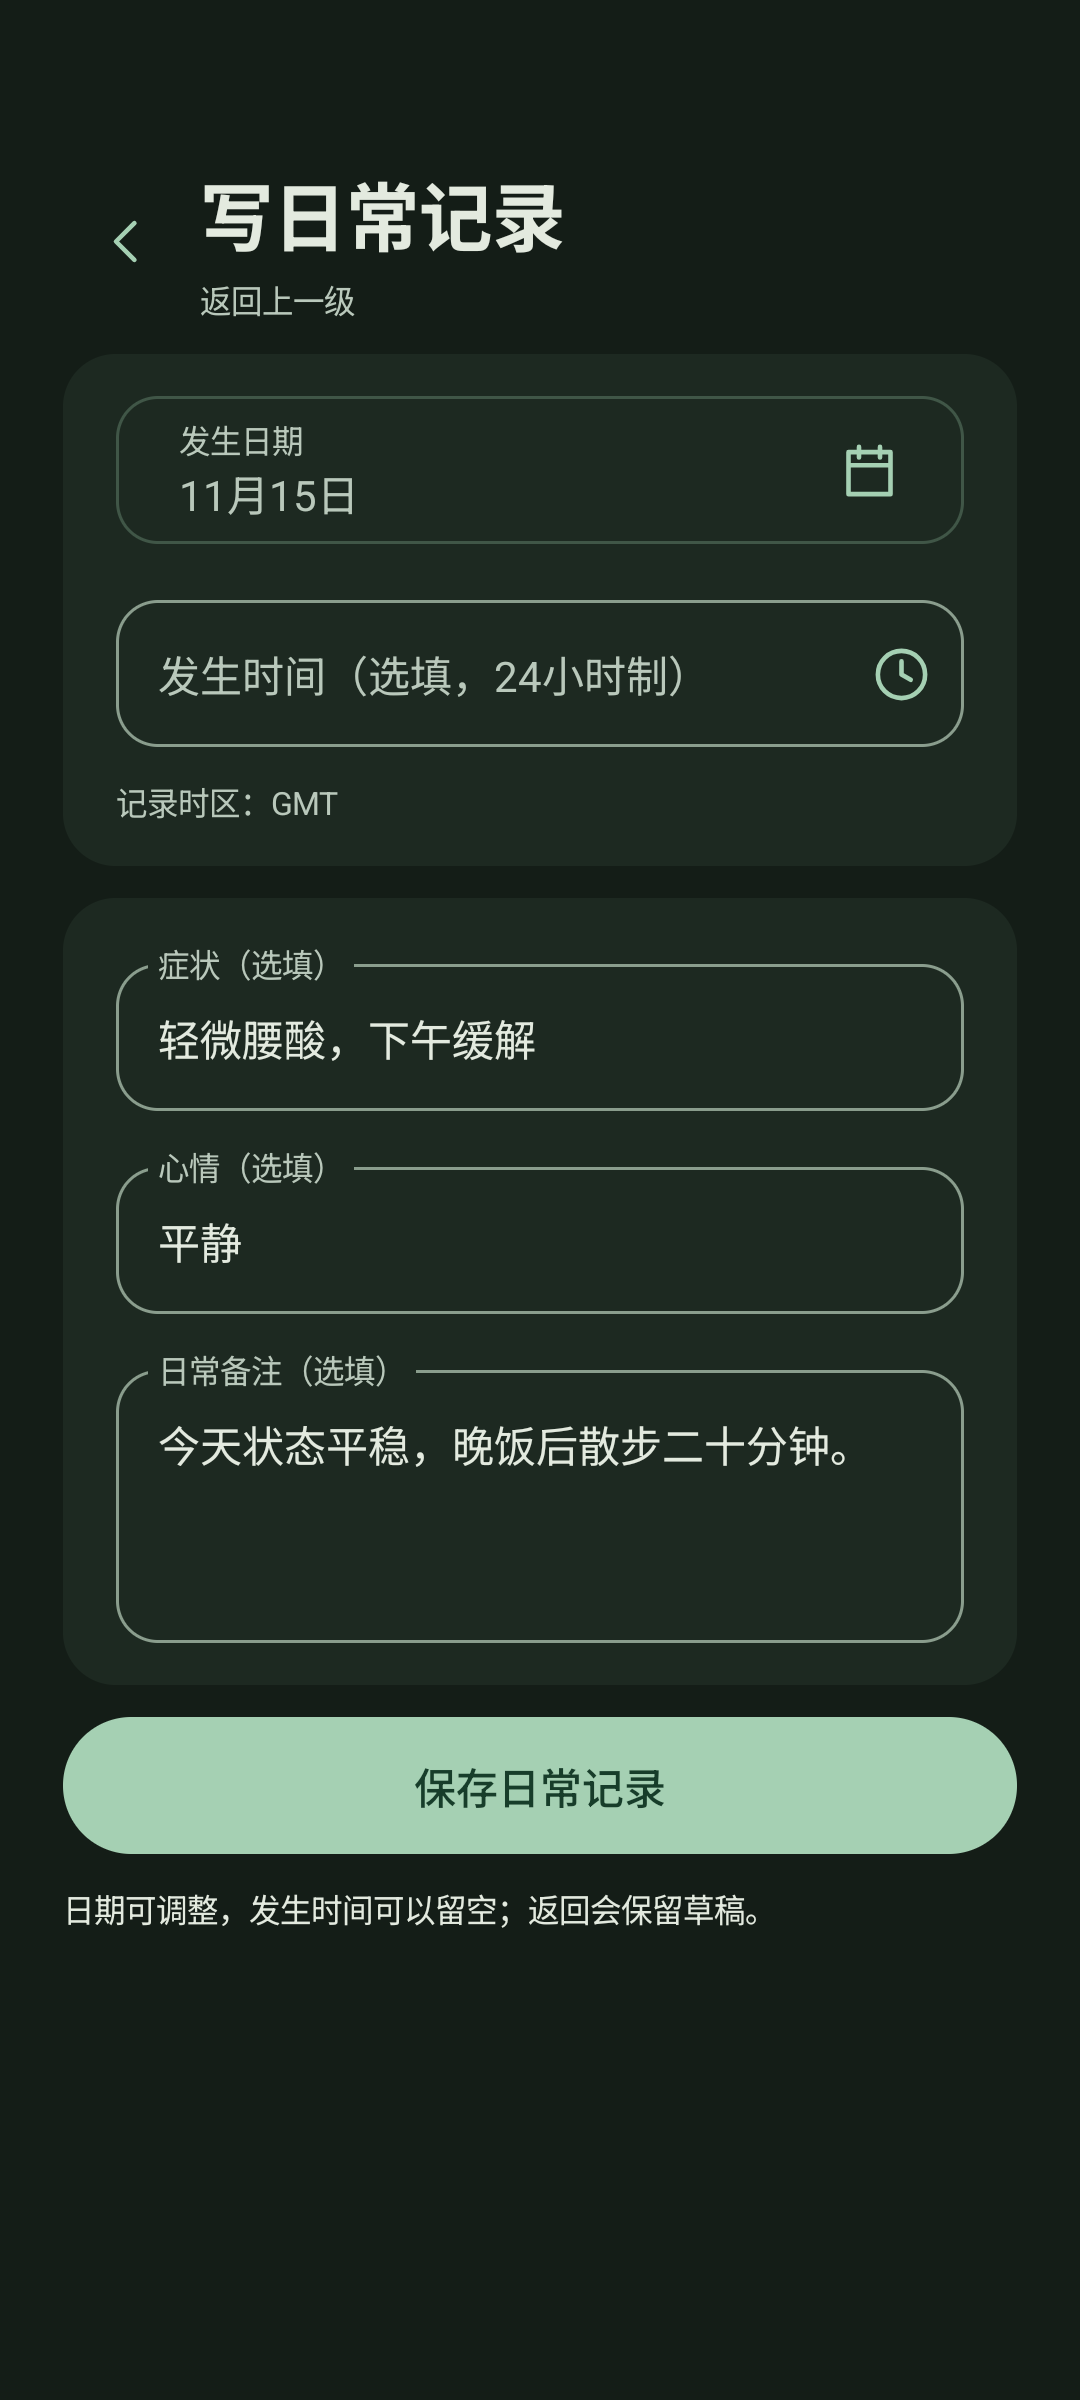 写日常记录
返回上一级
发生日期
11月15日
发生时间（选填，24小时制）
记录时区：GMT
症状（选填）
轻微腰酸，下午缓解
心情（选填）
平静
日常备注（选填）
今天状态平稳，晚饭后散步二十分钟。
保存日常记录
日期可调整，发生时间可以留空；返回会保留草稿。